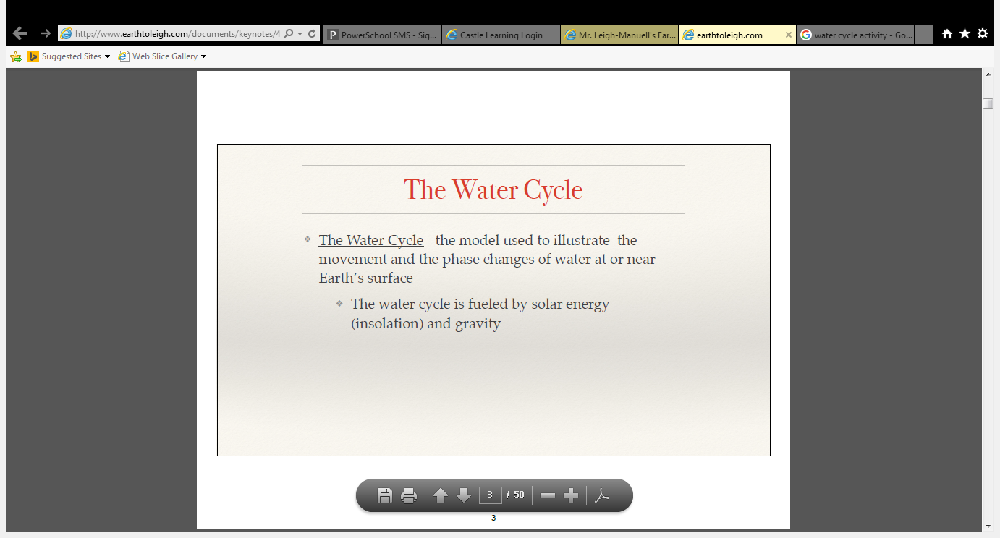 http://www.earthtoleigh.com/documents/keynotes/4
PowerSchool SMS - Sig...
Castle Learning Login
Mr. Leigh-Manuell's Ear...
earthtoleigh.com
water cycle activity - Go...
Suggested Sites
Web Slice Gallery
The Water Cycle
The Water Cycle - the model used to illustrate the
movement and the phase changes of water at or near
Earth's surface
The water cycle is fueled by solar energy
(insolation) and gravity
3 / 50
3